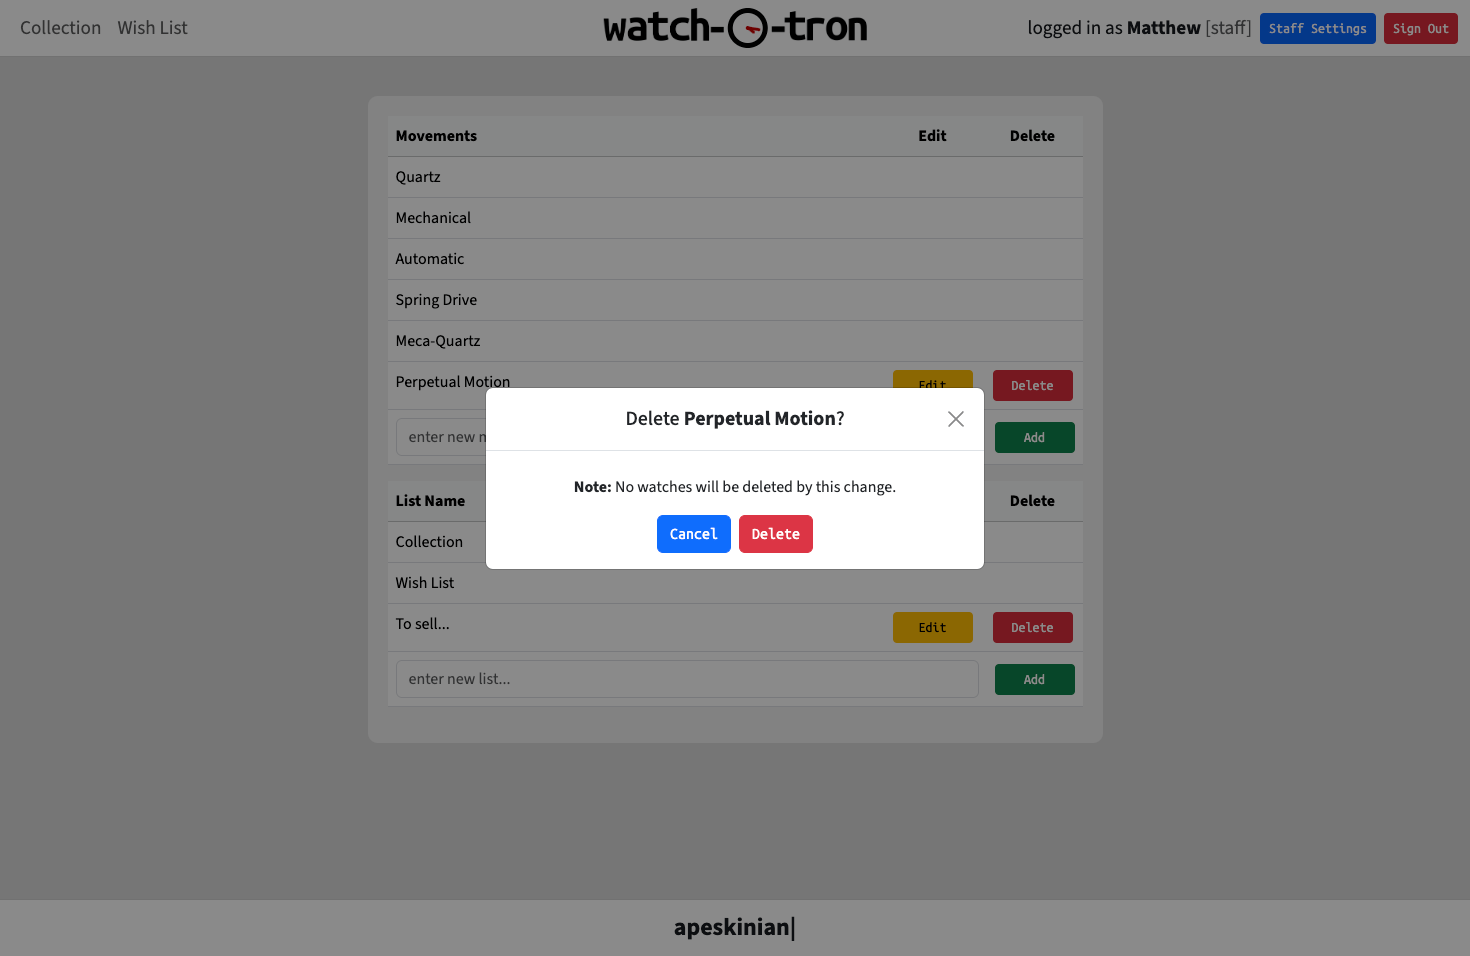 Collection Wish List watch-O-tron logged in as Matthew [staff] Staff Settings Sign Out
Movements Edit Delete
Quartz
Mechanical
Automatic
Spring Drive
Meca-Quartz
Perpetual Motion Edit Delete
enter new Add
Delete Perpetual Motion?
Note: No watches will be deleted by this change.
Cancel Delete
List Name Delete
Collection
Wish List
To sell... Edit Delete
enter new list... Add
apeskinian|